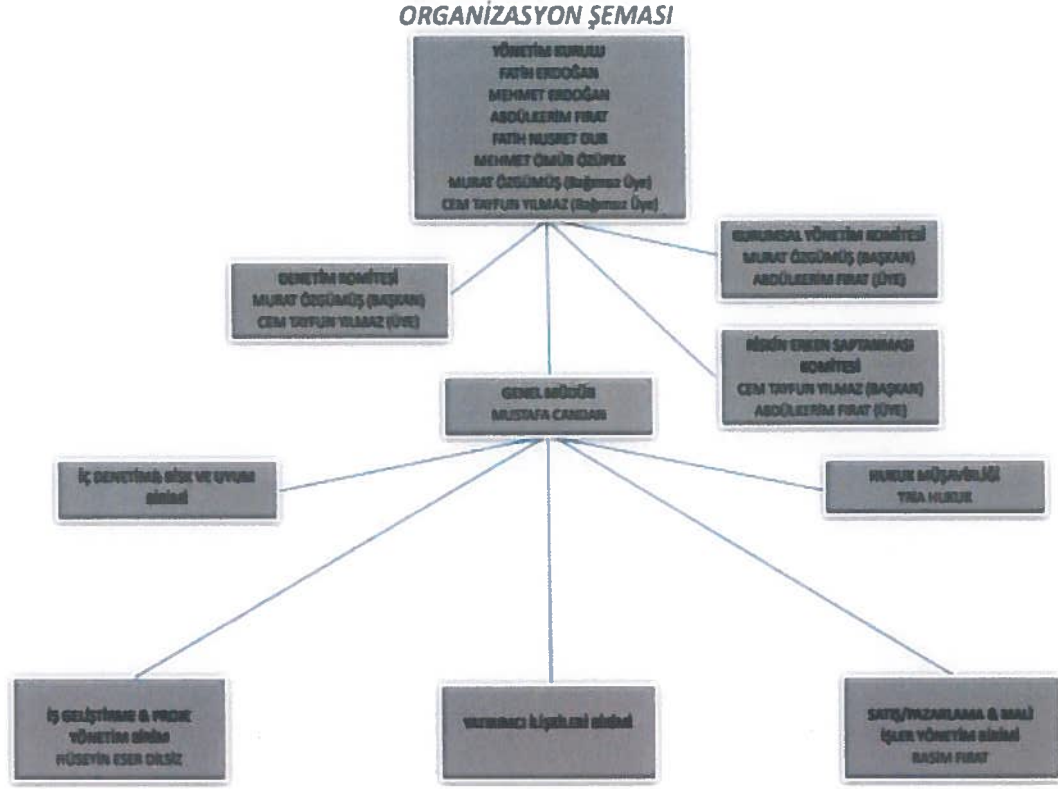 ORGANİZASYON ŞEMASI
YÖNETİM KURULU
FATİH ERDOĞAN
MEHMET ERDOĞAN
ABDÜLKERİM FIRAT
FATİH NUSRET DUR
MEHMET ÖMÜR ÖZÜPEK
MURAT ÖZGÜMÜŞ (Bağımsız Üye)
CEM TAYFUN YILMAZ (Bağımsız Üye)
DENETİM KOMİTESİ
MURAT ÖZGÜMÜŞ (BAŞKAN)
CEM TAYFUN YILMAZ (ÜYE)
KURUMSAL YÖNETİM KOMİTESİ
MURAT ÖZGÜMÜŞ (BAŞKAN)
ABDÜLKERİM FIRAT (ÜYE)
RİSKİN ERKEN SAPTANMASI
KOMİTESİ
CEM TAYFUN YILMAZ (BAŞKAN)
ABDÜLKERİM FIRAT (ÜYE)
GENEL MÜDÜR
MUSTAFA CANDAN
İÇ DENETİM& RİSK VE UYUM
BİRİMİ
HUKUK MÜŞAVİRLİĞİ
HUKUK
İŞ GELİŞTİRME & PROJE
YÖNETİM BİRİM
HÜSEYİN ESER DİLSİZ
YATIRIMCI İLİŞKİLERİ BİRİMİ
SATIŞ/PAZARLAMA & MALİ
İŞLER YÖNETİM BİRİMİ
RASİM FIRAT